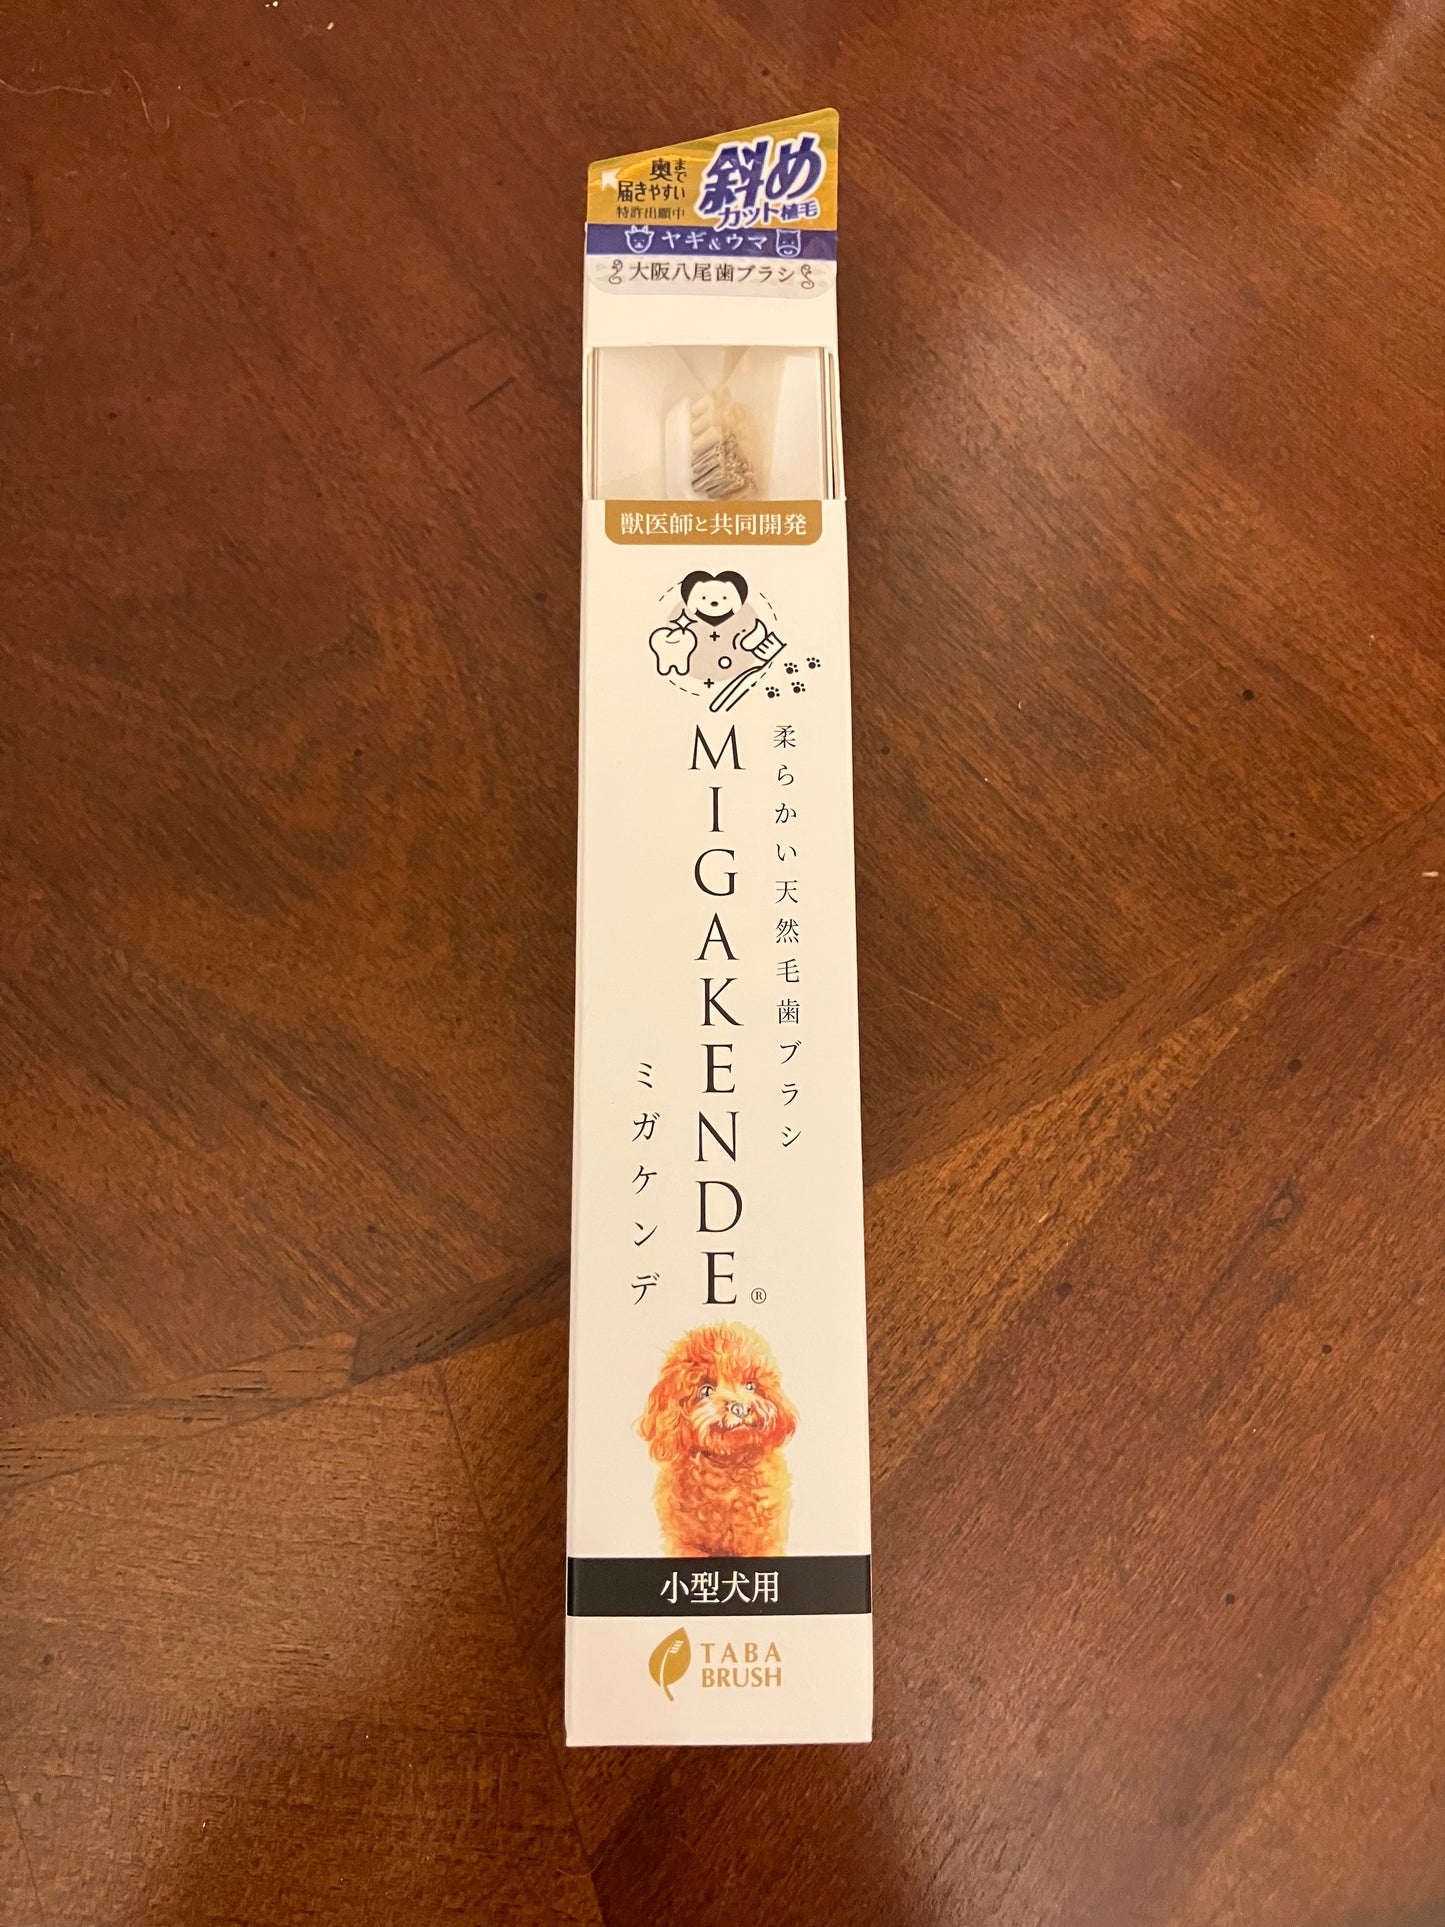 奥まで
届きやすい
特許出願中
斜め
カット植毛
ヤギ&ウマ
大阪八尾歯ブラシ
獣医師と共同開発
柔らかい天然毛歯ブラシ
MIGAKENDE®
ミガケンデ
小型犬用
TABA
BRUSH